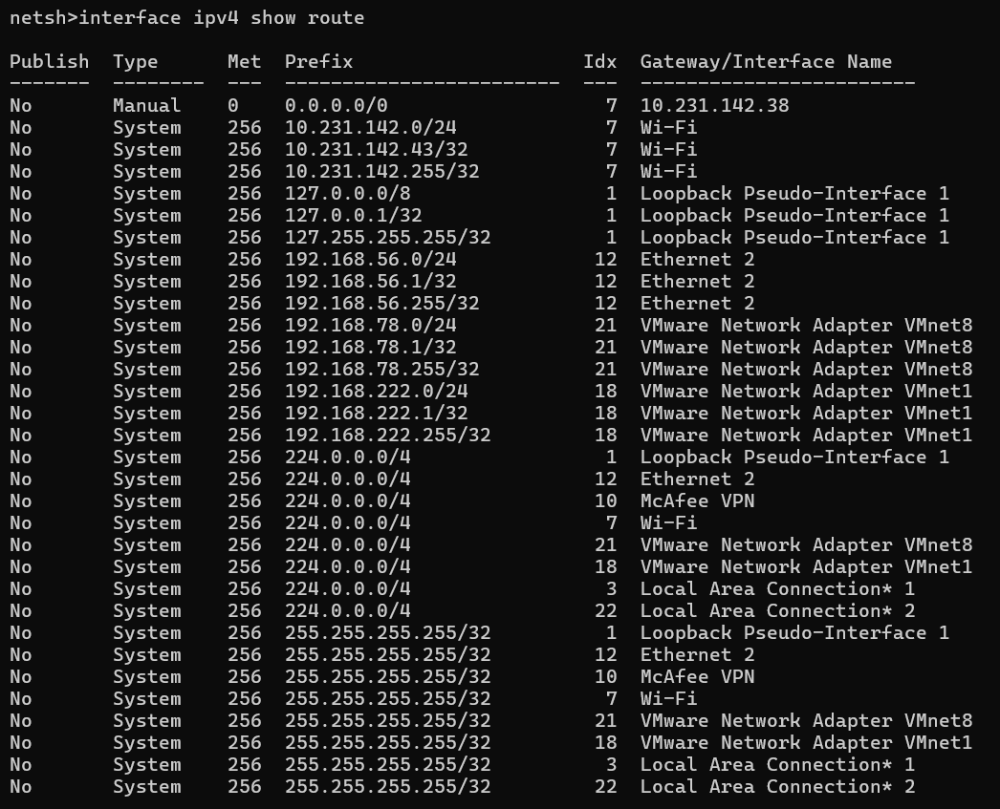 netsh>interface ipv4 show route
Publish  Type      Met  Prefix                    Idx  Gateway/Interface Name
-------  --------  ---  ------------------------  ---  ------------------------
No       Manual    0    0.0.0.0/0                   7  10.231.142.38
No       System    256  10.231.142.0/24             7  Wi-Fi
No       System    256  10.231.142.43/32            7  Wi-Fi
No       System    256  10.231.142.255/32           7  Wi-Fi
No       System    256  127.0.0.0/8                 1  Loopback Pseudo-Interface 1
No       System    256  127.0.0.1/32                1  Loopback Pseudo-Interface 1
No       System    256  127.255.255.255/32          1  Loopback Pseudo-Interface 1
No       System    256  192.168.56.0/24            12  Ethernet 2
No       System    256  192.168.56.1/32            12  Ethernet 2
No       System    256  192.168.56.255/32          12  Ethernet 2
No       System    256  192.168.78.0/24            21  VMware Network Adapter VMnet8
No       System    256  192.168.78.1/32            21  VMware Network Adapter VMnet8
No       System    256  192.168.78.255/32          21  VMware Network Adapter VMnet8
No       System    256  192.168.222.0/24           18  VMware Network Adapter VMnet1
No       System    256  192.168.222.1/32           18  VMware Network Adapter VMnet1
No       System    256  192.168.222.255/32         18  VMware Network Adapter VMnet1
No       System    256  224.0.0.0/4                 1  Loopback Pseudo-Interface 1
No       System    256  224.0.0.0/4                12  Ethernet 2
No       System    256  224.0.0.0/4                10  McAfee VPN
No       System    256  224.0.0.0/4                 7  Wi-Fi
No       System    256  224.0.0.0/4                21  VMware Network Adapter VMnet8
No       System    256  224.0.0.0/4                18  VMware Network Adapter VMnet1
No       System    256  224.0.0.0/4                 3  Local Area Connection* 1
No       System    256  224.0.0.0/4                22  Local Area Connection* 2
No       System    256  255.255.255.255/32          1  Loopback Pseudo-Interface 1
No       System    256  255.255.255.255/32         12  Ethernet 2
No       System    256  255.255.255.255/32         10  McAfee VPN
No       System    256  255.255.255.255/32          7  Wi-Fi
No       System    256  255.255.255.255/32         21  VMware Network Adapter VMnet8
No       System    256  255.255.255.255/32         18  VMware Network Adapter VMnet1
No       System    256  255.255.255.255/32          3  Local Area Connection* 1
No       System    256  255.255.255.255/32         22  Local Area Connection* 2